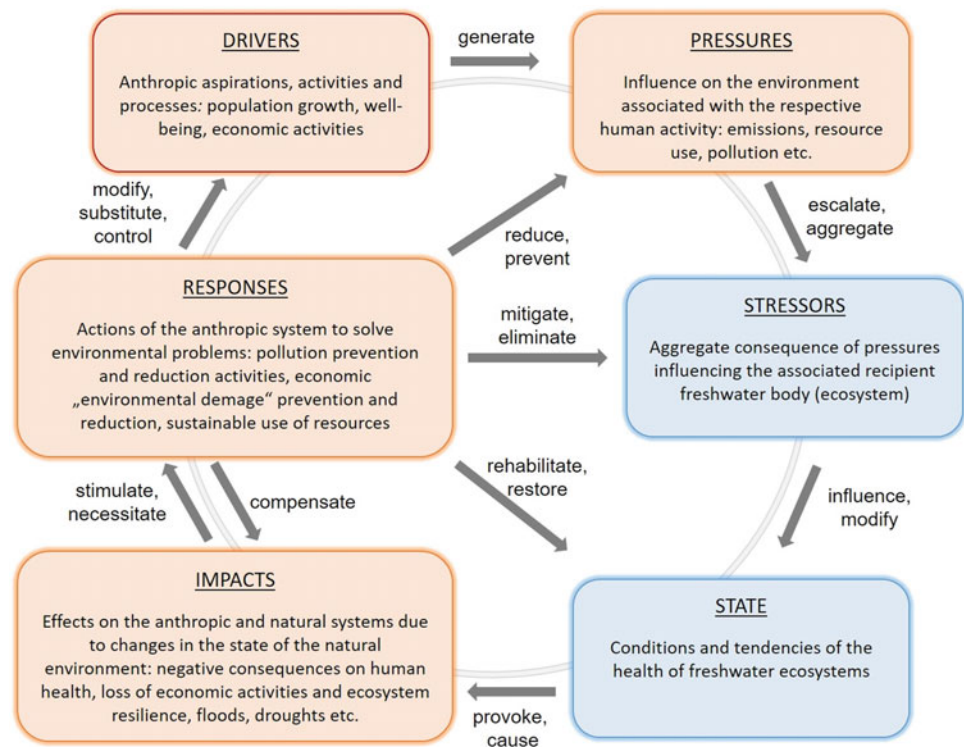 DRIVERS
Anthropic aspirations, activities and
processes: population growth, well-
being, economic activities
generate
PRESSURES
Influence on the environment
associated with the respective
human activity: emissions, resource
use, pollution etc.
modify,
substitute,
control
reduce,
prevent
escalate,
aggregate
RESPONSES
Actions of the anthropic system to solve
environmental problems: pollution prevention
and reduction activities, economic
„environmental demage“ prevention and
reduction, sustainable use of resources
mitigate,
eliminate
STRESSORS
Aggregate consequence of pressures
influencing the associated recipient
freshwater body (ecosystem)
stimulate,
necessitate
compensate
rehabilitate,
restore
influence,
modify
IMPACTS
Effects on the anthropic and natural systems due
to changes in the state of the natural
environment: negative consequences on human
health, loss of economic activities and ecosystem
resilience, floods, droughts etc.
provoke,
cause
STATE
Conditions and tendencies of the
health of freshwater ecosystems